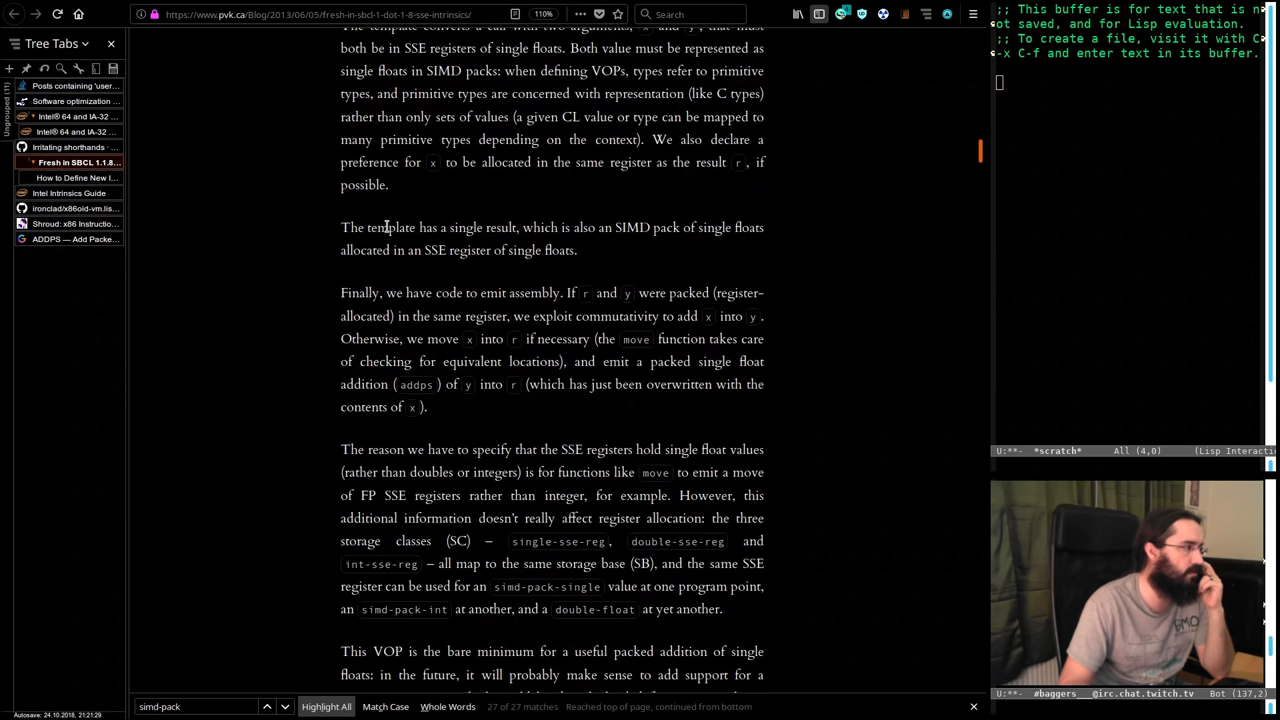 https://www.pvk.ca/Blog/2013/06/05/fresh-in-sbcl-1-dot-1-8-sse-intrinsics/
110%
Search
Tree Tabs
Ungrouped (11)
Posts containing 'user...
Software optimization ...
Intel® 64 and IA-32 ...
Intel® 64 and IA-32 ...
Irritating shorthands · ...
Fresh in SBCL 1.1.8...
How to Define New I...
Intel Intrinsics Guide
ironclad/x86oid-vm.lis...
Shroud: x86 Instructio...
ADDPS — Add Packe...
both be in SSE registers of single floats. Both value must be represented as
single floats in SIMD packs: when defining VOPs, types refer to primitive
types, and primitive types are concerned with representation (like C types)
rather than only sets of values (a given CL value or type can be mapped to
many primitive types depending on the context). We also declare a
preference for x to be allocated in the same register as the result r , if
possible.
The template has a single result, which is also an SIMD pack of single floats
allocated in an SSE register of single floats.
Finally, we have code to emit assembly. If r and y were packed (register-
allocated) in the same register, we exploit commutativity to add x into y .
Otherwise, we move x into r if necessary (the move function takes care
of checking for equivalent locations), and emit a packed single float
addition ( addps ) of y into r (which has just been overwritten with the
contents of x ).
The reason we have to specify that the SSE registers hold single float values
(rather than doubles or integers) is for functions like move to emit a move
of FP SSE registers rather than integer, for example. However, this
additional information doesn't really affect register allocation: the three
storage classes (SC) – single-sse-reg , double-sse-reg and
int-sse-reg – all map to the same storage base (SB), and the same SSE
register can be used for an simd-pack-single value at one program point,
an simd-pack-int at another, and a double-float at yet another.
This VOP is the bare minimum for a useful packed addition of single
floats: in the future, it will probably make sense to add support for a
Autosave: 24.10.2018, 21:21:29
simd-pack
Highlight All
Match Case
Whole Words
27 of 27 matches
Reached top of page, continued from bottom
;; This buffer is for text that is n
ot saved, and for Lisp evaluation.
;; To create a file, visit it with C
-x C-f and enter text in its buffer.
U:**- *scratch* All (4,0) (Lisp Interacti
U:**- #baggers__@irc.chat.twitch.tv Bot (137,2)